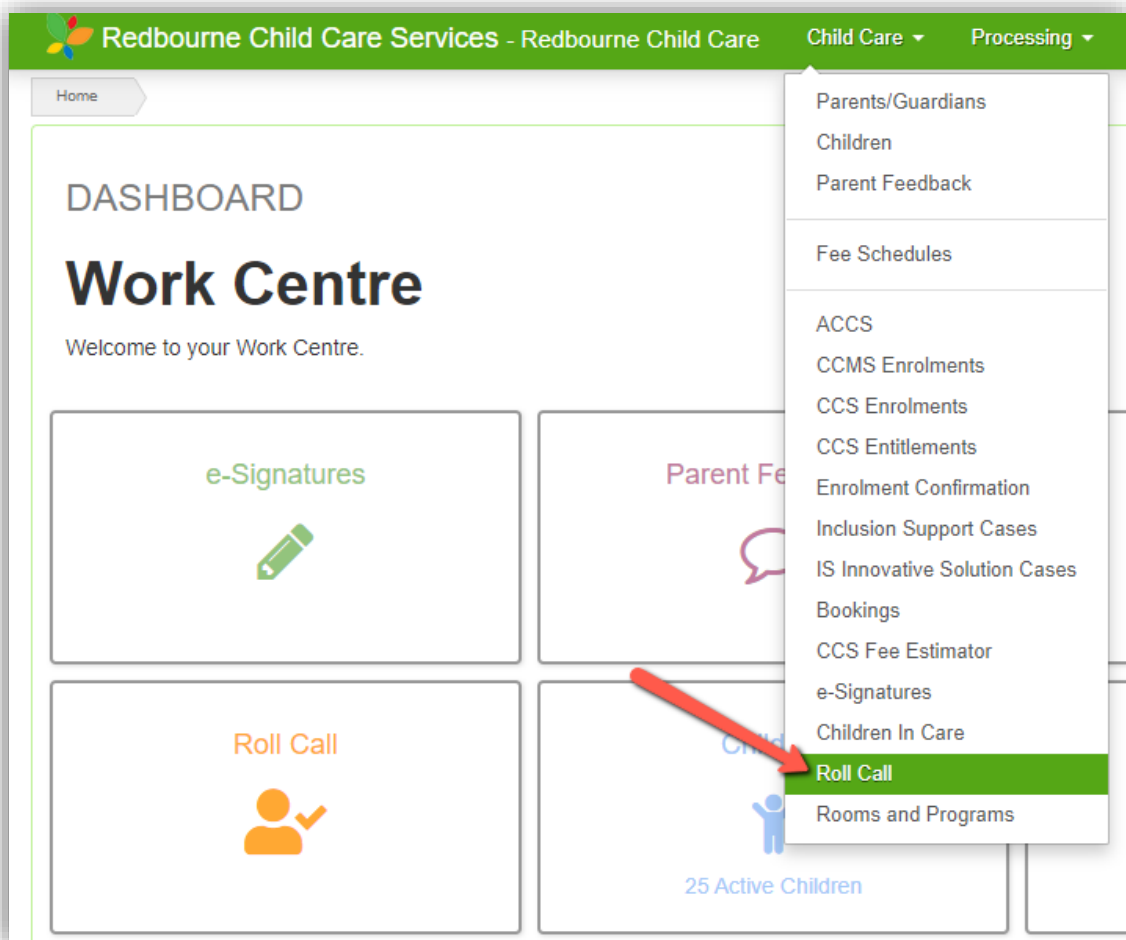 Redbourne Child Care Services - Redbourne Child Care
Child Care
Processing
Home
DASHBOARD
Work Centre
Welcome to your Work Centre.
e-Signatures
Parent Fe
Roll Call
Child
25 Active Children
Parents/Guardians
Children
Parent Feedback
Fee Schedules
ACCS
CCMS Enrolments
CCS Enrolments
CCS Entitlements
Enrolment Confirmation
Inclusion Support Cases
IS Innovative Solution Cases
Bookings
CCS Fee Estimator
e-Signatures
Children In Care
Roll Call
Rooms and Programs